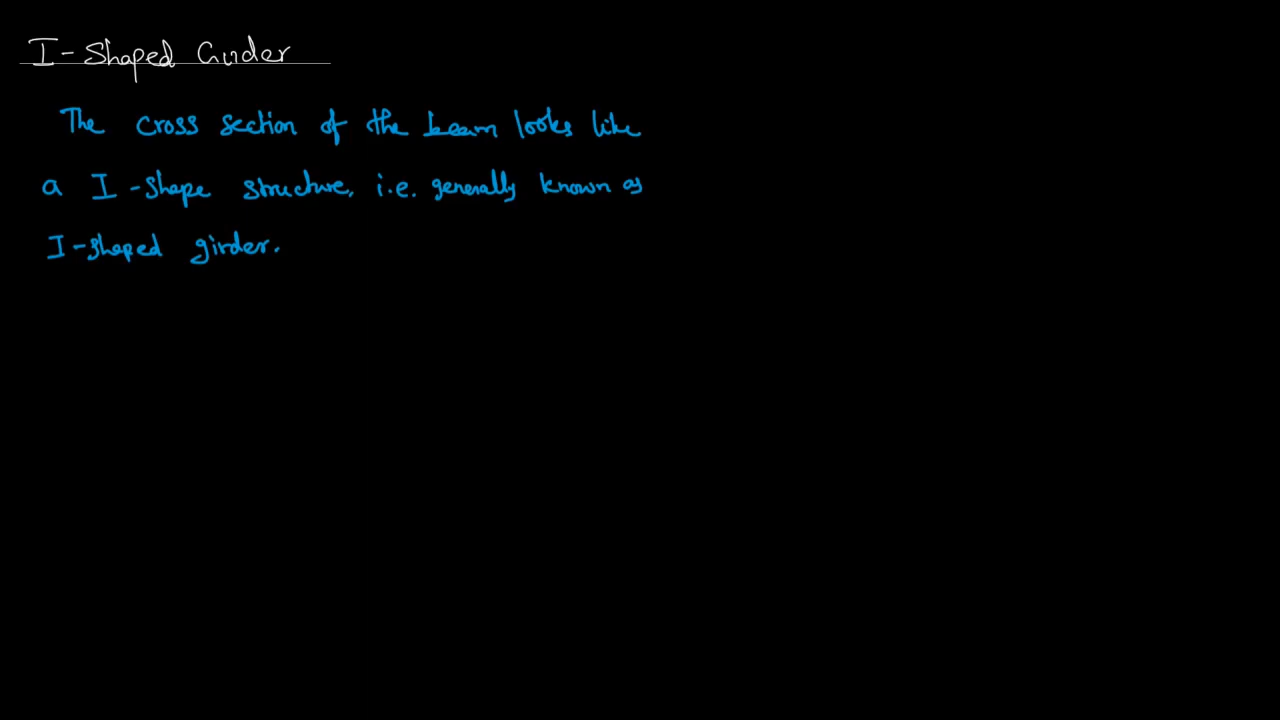 I-Shaped Girder
The cross section of the beam looks like
a I-shape structure, i.e. generally known as
I-shaped girder.